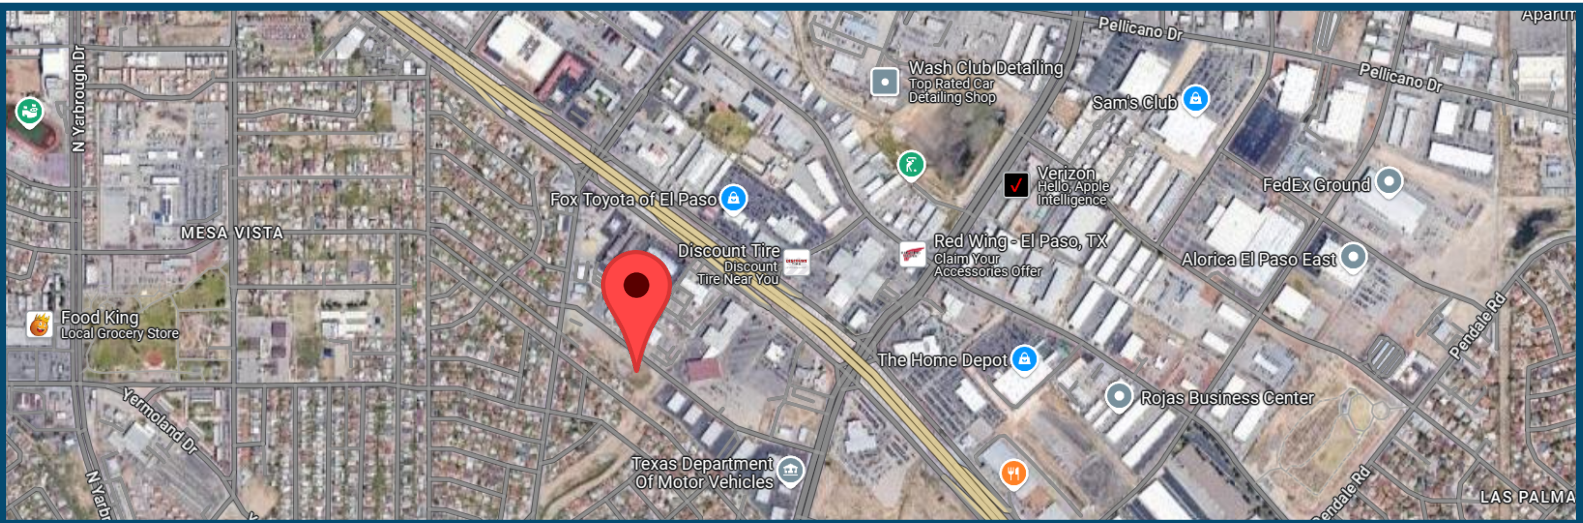 Apartm
Pellicano Dr
Pellicano Dr
N Yarbrough Dr
Wash Club Detailing
Top Rated Car
Detailing Shop
Sam's Club
Verizon
Hello, Apple
Intelligence
FedEx Ground
Fox Toyota of El Paso
MESA VISTA
Discount Tire
Discount
Tire Near You
Red Wing - El Paso, TX
Claim Your
Accessories Offer
Alorica El Paso East
Food King
Local Grocery Store
Pendale Rd
The Home Depot
Rojas Business Center
Yermoland Dr
Texas Department
Of Motor Vehicles
N Yarbr
Pendale Rd
LAS PALMA